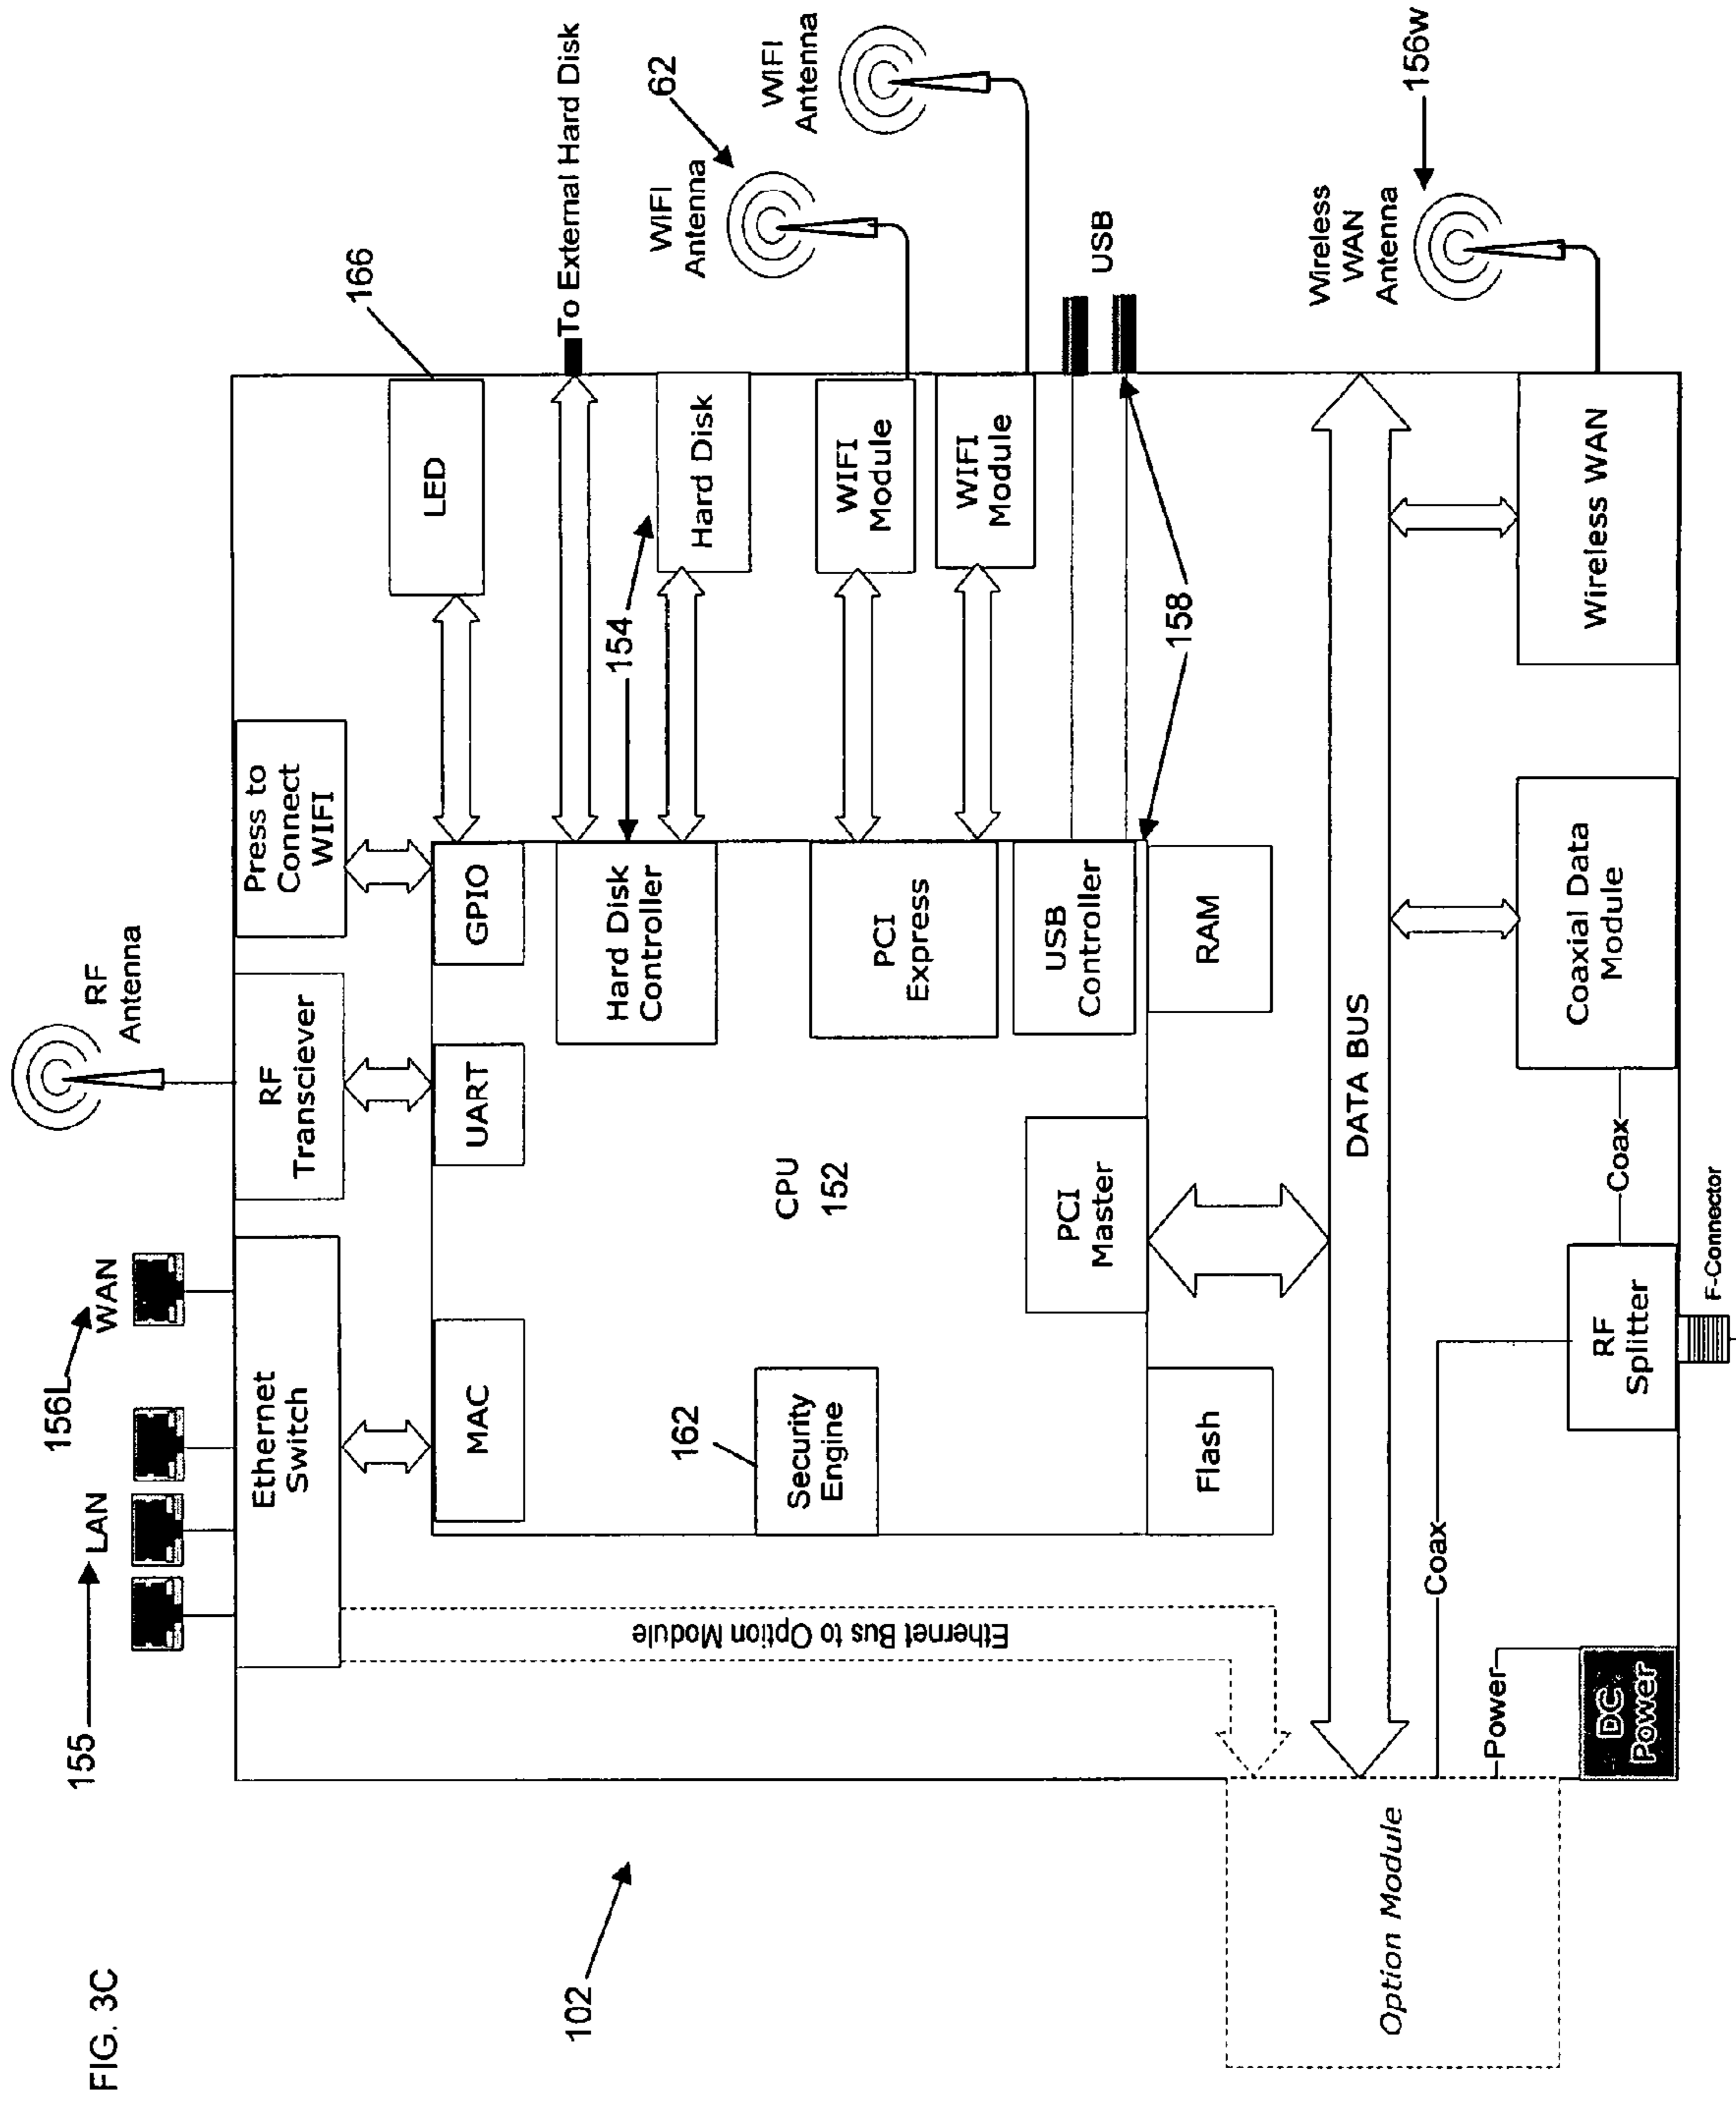 FIG. 3C
102
155
LAN
156L
WAN
RF
Antenna
Ethernet
Switch
RF
Transciever
Press to
Connect
WIFI
166
LED
To External Hard Disk
MAC
UART
GPIO
Hard Disk
Controller
154
Hard Disk
WIFI
Antenna
62
WIFI
Antenna
162
Security
Engine
CPU
152
PCI
Express
WIFI
Module
WIFI
Module
Ethernet Bus to Option Module
PCI
Master
USB
Controller
158
USB
Flash
RAM
DATA BUS
Wireless
WAN
Antenna
156w
Option Module
Coax
Power
DC
Power
RF
Splitter
F-Connector
Coax
Coaxial Data
Module
Wireless WAN